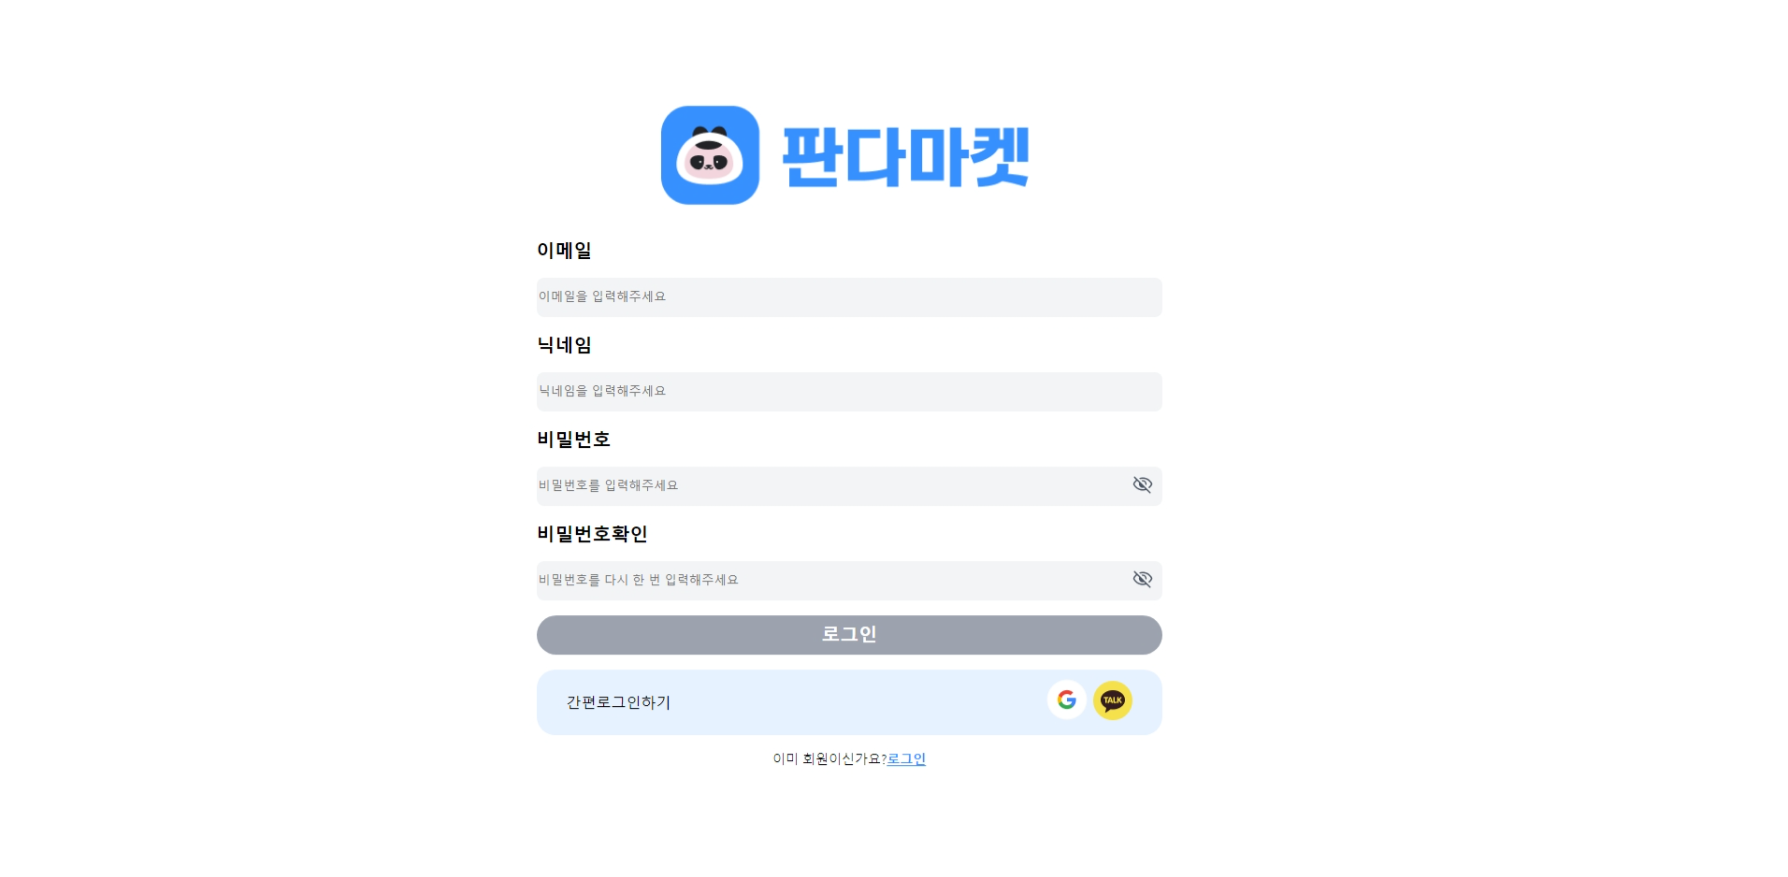 판다마켓
이메일
이메일을 입력해주세요
닉네임
닉네임을 입력해주세요
비밀번호
비밀번호를 입력해주세요
비밀번호확인
비밀번호를 다시 한 번 입력해주세요
로그인
간편로그인하기
G TALK
이미 회원이신가요?로그인